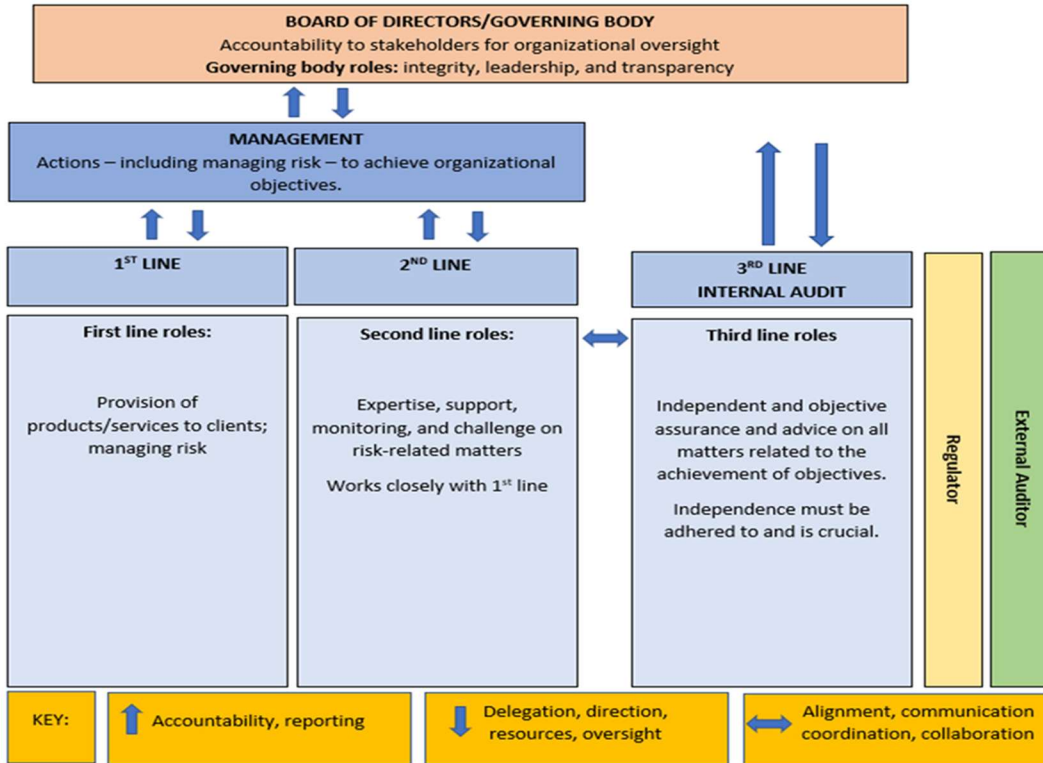 BOARD OF DIRECTORS/GOVERNING BODY
Accountability to stakeholders for organizational oversight
Governing body roles: integrity, leadership, and transparency
MANAGEMENT
Actions – including managing risk – to achieve organizational
objectives.
1ST LINE
2ND LINE
3RD LINE
INTERNAL AUDIT
First line roles:
Provision of
products/services to clients;
managing risk
Second line roles:
Expertise, support,
monitoring, and challenge on
risk-related matters
Works closely with 1st line
Third line roles
Independent and objective
assurance and advice on all
matters related to the
achievement of objectives.
Independence must be
adhered to and is crucial.
Regulator
External Auditor
KEY:
Accountability, reporting
Delegation, direction,
resources, oversight
Alignment, communication
coordination, collaboration